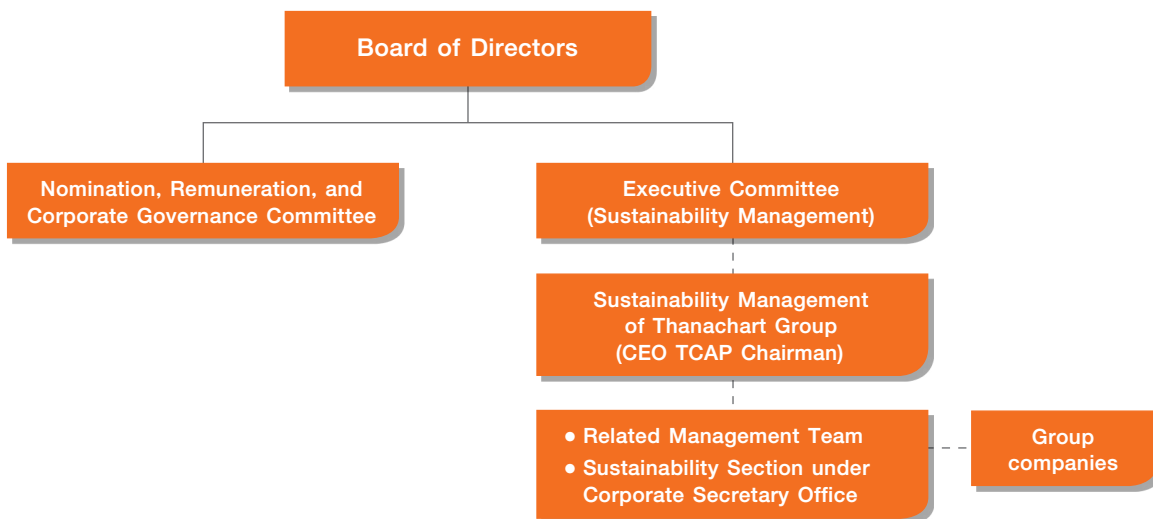 Board of Directors
Nomination, Remuneration, and
Corporate Governance Committee
Executive Committee
(Sustainability Management)
Sustainability Management
of Thanachart Group
(CEO TCAP Chairman)
● Related Management Team
● Sustainability Section under
Corporate Secretary Office
Group
companies